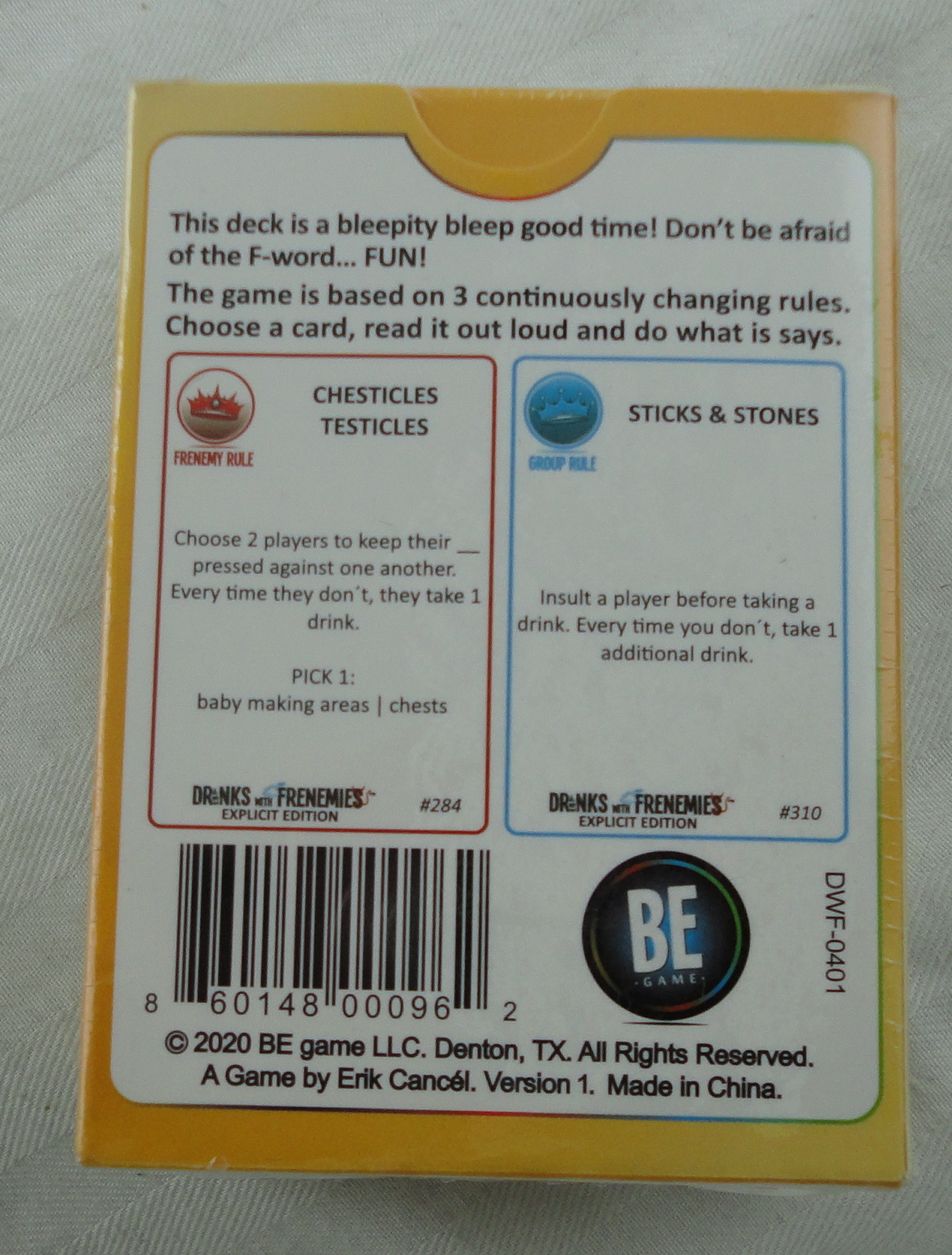 This deck is a bleepity bleep good time! Don't be afraid
of the F-word... FUN!
The game is based on 3 continuously changing rules.
Choose a card, read it out loud and do what is says.
FRENEMY RULE
CHESTICLES
TESTICLES
Choose 2 players to keep their __
pressed against one another.
Every time they don´t, they take 1
drink.
PICK 1:
baby making areas | chests
DRINKS WITH FRENEMIES
EXPLICIT EDITION
#284
GROUP RULE
STICKS & STONES
Insult a player before taking a
drink. Every time you don´t, take 1
additional drink.
DRINKS WITH FRENEMIES
EXPLICIT EDITION
#310
8 60148 00096 2
BE
·GAME·
DWF-0401
© 2020 BE game LLC. Denton, TX. All Rights Reserved.
A Game by Erik Cancél. Version 1. Made in China.